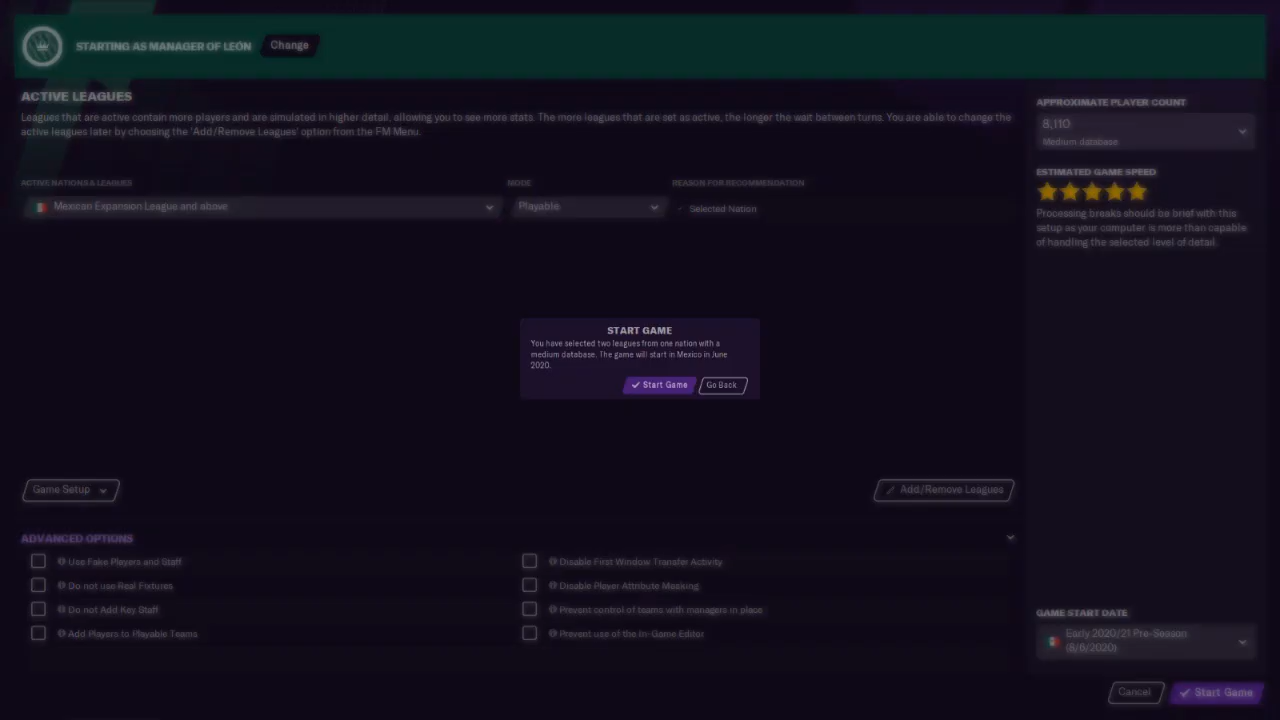 STARTING AS MANAGER OF LEÓN
Change
ACTIVE LEAGUES
Leagues that are active contain more players and are simulated in higher detail, allowing you to see more stats. The more leagues that are set as active, the longer the wait between turns. You are able to change the
active leagues later by choosing the 'Add/Remove Leagues' option from the FM Menu.
ACTIVE NATIONS & LEAGUES
MODE
REASON FOR RECOMMENDATION
Mexican Expansion League and above
Playable
Selected Nation
APPROXIMATE PLAYER COUNT
8,110
Medium database
ESTIMATED GAME SPEED
Processing breaks should be brief with this
setup as your computer is more than capable
of handling the selected level of detail.
START GAME
You have selected two leagues from one nation with a
medium database. The game will start in Mexico in June
2020.
Start Game
Go Back
Game Setup
Add/Remove Leagues
ADVANCED OPTIONS
Use Fake Players and Staff
Disable First Window Transfer Activity
Do not use Real Fixtures
Disable Player Attribute Masking
Do not Add Key Staff
Prevent control of teams with managers in place
Add Players to Playable Teams
Prevent use of the In-Game Editor
GAME START DATE
Early 2020/21 Pre-Season
(8/6/2020)
Cancel
Start Game